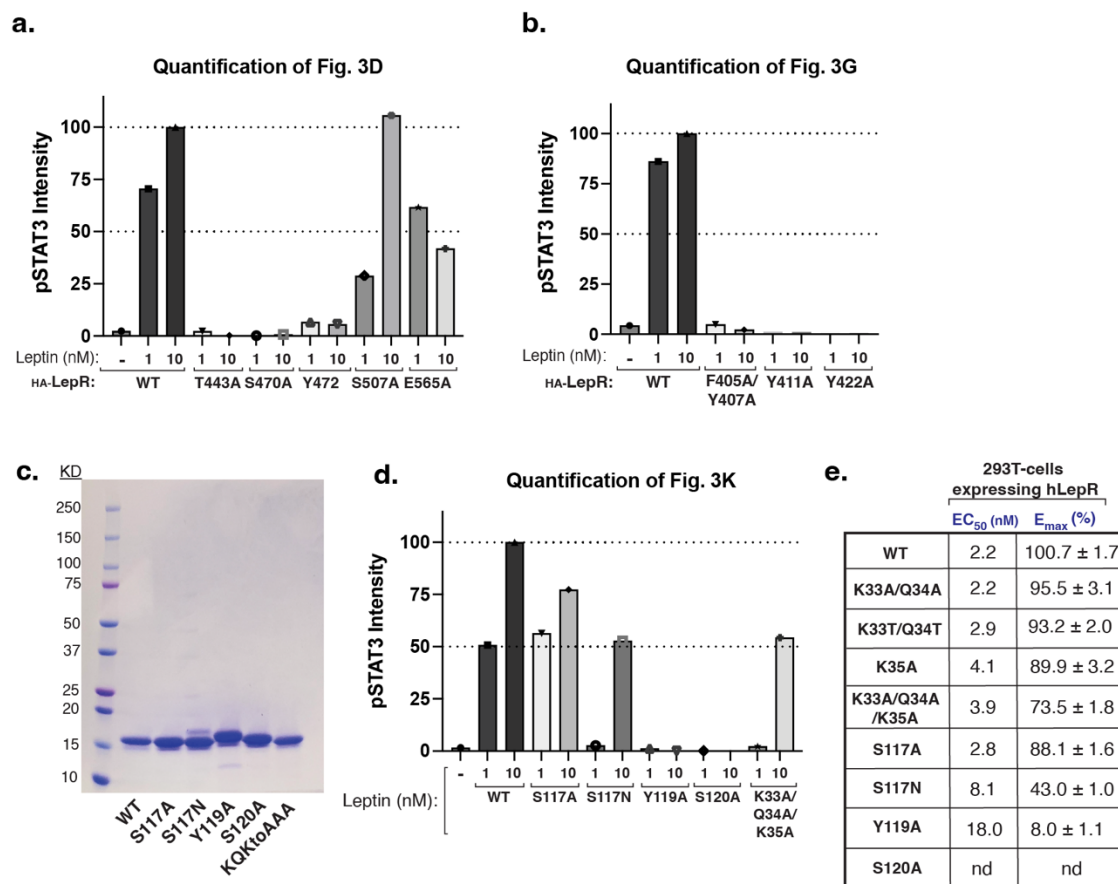 a.
Quantification of Fig. 3D
pSTAT3 Intensity
100
75
50
25
0
Leptin (nM): - 1 10 1 10 1 10 1 10 1 10 1 10
HA-LepR: WT T443A S470A Y472 S507A E565A
b.
Quantification of Fig. 3G
pSTAT3 Intensity
100
75
50
25
0
Leptin (nM): - 1 10 1 10 1 10 1 10
HA-LepR: WT F405A/ Y411A Y422A
Y407A
c.
KD
250
150
100
75
50
37
25
20
15
10
WT S117A S117N Y119A S120A KQKtoAAA
d.
Quantification of Fig. 3K
pSTAT3 Intensity
100
75
50
25
0
- 1 10 1 10 1 10 1 10 1 10 1 10
Leptin (nM): WT S117A S117N Y119A S120A K33A/
Q34A/
K35A
e.
293T-cells
expressing hLepR
EC50 (nM) Emax (%)
WT 2.2 100.7 ± 1.7
K33A/Q34A 2.2 95.5 ± 3.1
K33T/Q34T 2.9 93.2 ± 2.0
K35A 4.1 89.9 ± 3.2
K33A/Q34A
/K35A 3.9 73.5 ± 1.8
S117A 2.8 88.1 ± 1.6
S117N 8.1 43.0 ± 1.0
Y119A 18.0 8.0 ± 1.1
S120A nd nd